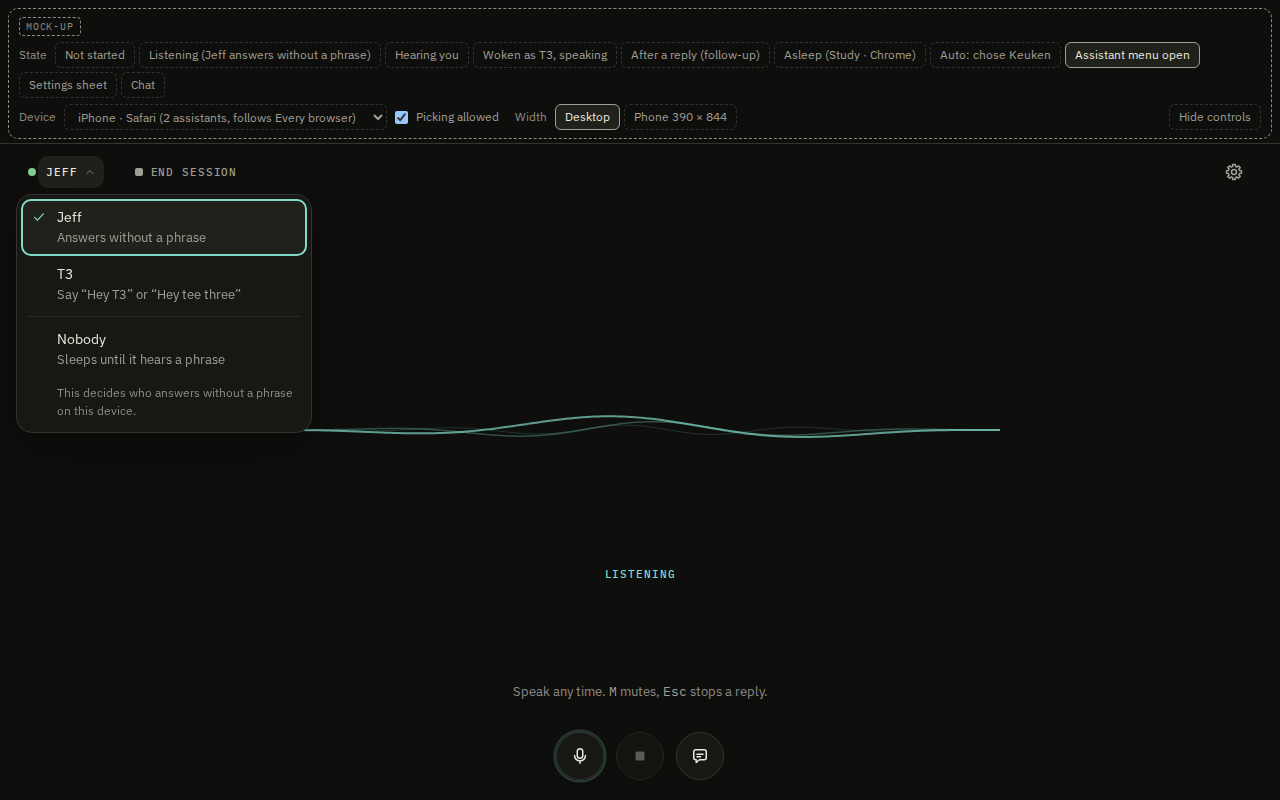 MOCK-UP
State Not started Listening (Jeff answers without a phrase) Hearing you Woken as T3, speaking After a reply (follow-up) Asleep (Study · Chrome) Auto: chose Keuken Assistant menu open
Settings sheet Chat
Device iPhone · Safari (2 assistants, follows Every browser) Picking allowed Width Desktop Phone 390 × 844 Hide controls
JEFF END SESSION
Jeff
Answers without a phrase
T3
Say “Hey T3” or “Hey tee three”
Nobody
Sleeps until it hears a phrase
This decides who answers without a phrase
on this device.
LISTENING
Speak any time. M mutes, Esc stops a reply.